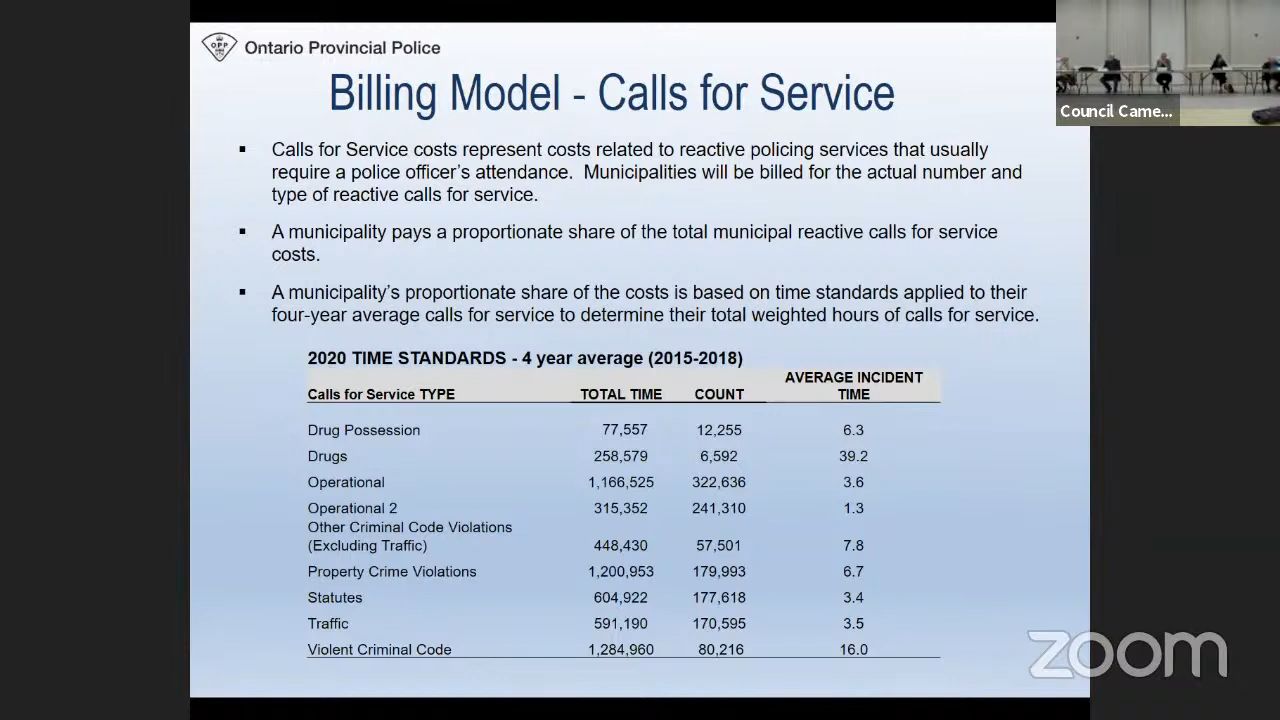 OPP
Ontario Provincial Police
Billing Model - Calls for Service
Council Came...
▪ Calls for Service costs represent costs related to reactive policing services that usually
require a police officer's attendance. Municipalities will be billed for the actual number and
type of reactive calls for service.
▪ A municipality pays a proportionate share of the total municipal reactive calls for service
costs.
▪ A municipality's proportionate share of the costs is based on time standards applied to their
four-year average calls for service to determine their total weighted hours of calls for service.
2020 TIME STANDARDS - 4 year average (2015-2018)
AVERAGE INCIDENT
Calls for Service TYPE TOTAL TIME COUNT TIME
Drug Possession 77,557 12,255 6.3
Drugs 258,579 6,592 39.2
Operational 1,166,525 322,636 3.6
Operational 2 315,352 241,310 1.3
Other Criminal Code Violations
(Excluding Traffic) 448,430 57,501 7.8
Property Crime Violations 1,200,953 179,993 6.7
Statutes 604,922 177,618 3.4
Traffic 591,190 170,595 3.5
Violent Criminal Code 1,284,960 80,216 16.0
zoom